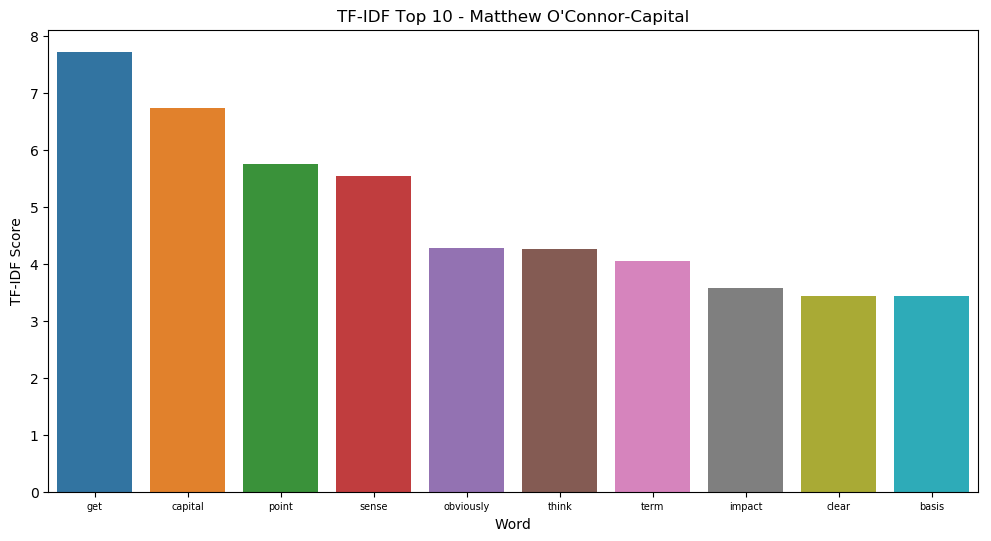 TF-IDF Top 10 - Matthew O'Connor-Capital
TF-IDF Score
8
7
6
5
4
3
2
1
0
get capital point sense obviously think term impact clear basis
Word